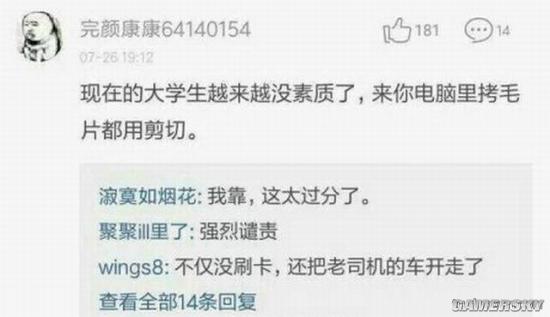 完颜康康64140154
181
14
07-26 19:12
现在的大学生越来越没素质了，来你电脑里拷毛
片都用剪切。
溆寞如烟花: 我靠，这太过分了。
聚聚ill里了: 强烈谴责
wings8: 不仅没刷卡，还把老司机的车开走了
查看全部14条回复
GAMERSKY